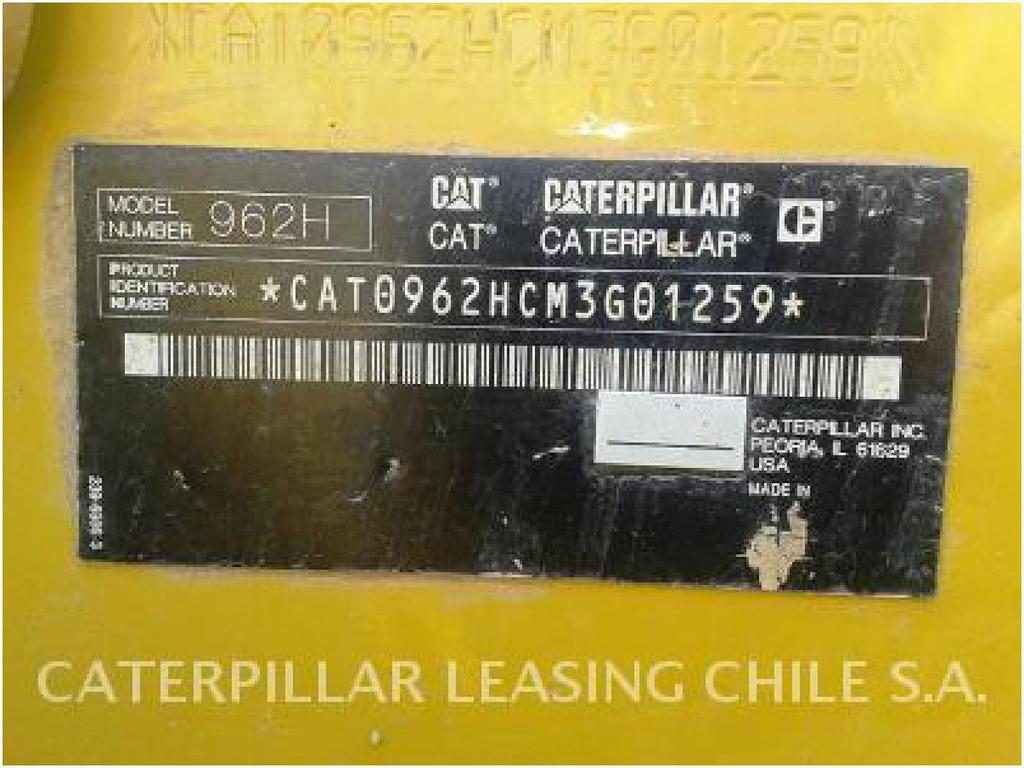 *CAT0962HCM3G01259*
MODEL NUMBER 962H
CAT® CATERPILLAR®
CAT® CATERPILLAR®
PRODUCT
IDENTIFICATION
NUMBER
*CAT0962HCM3G01259*
CATERPILLAR INC.
PEORIA, IL 61629
USA
MADE IN
CATERPILLAR LEASING CHILE S.A.